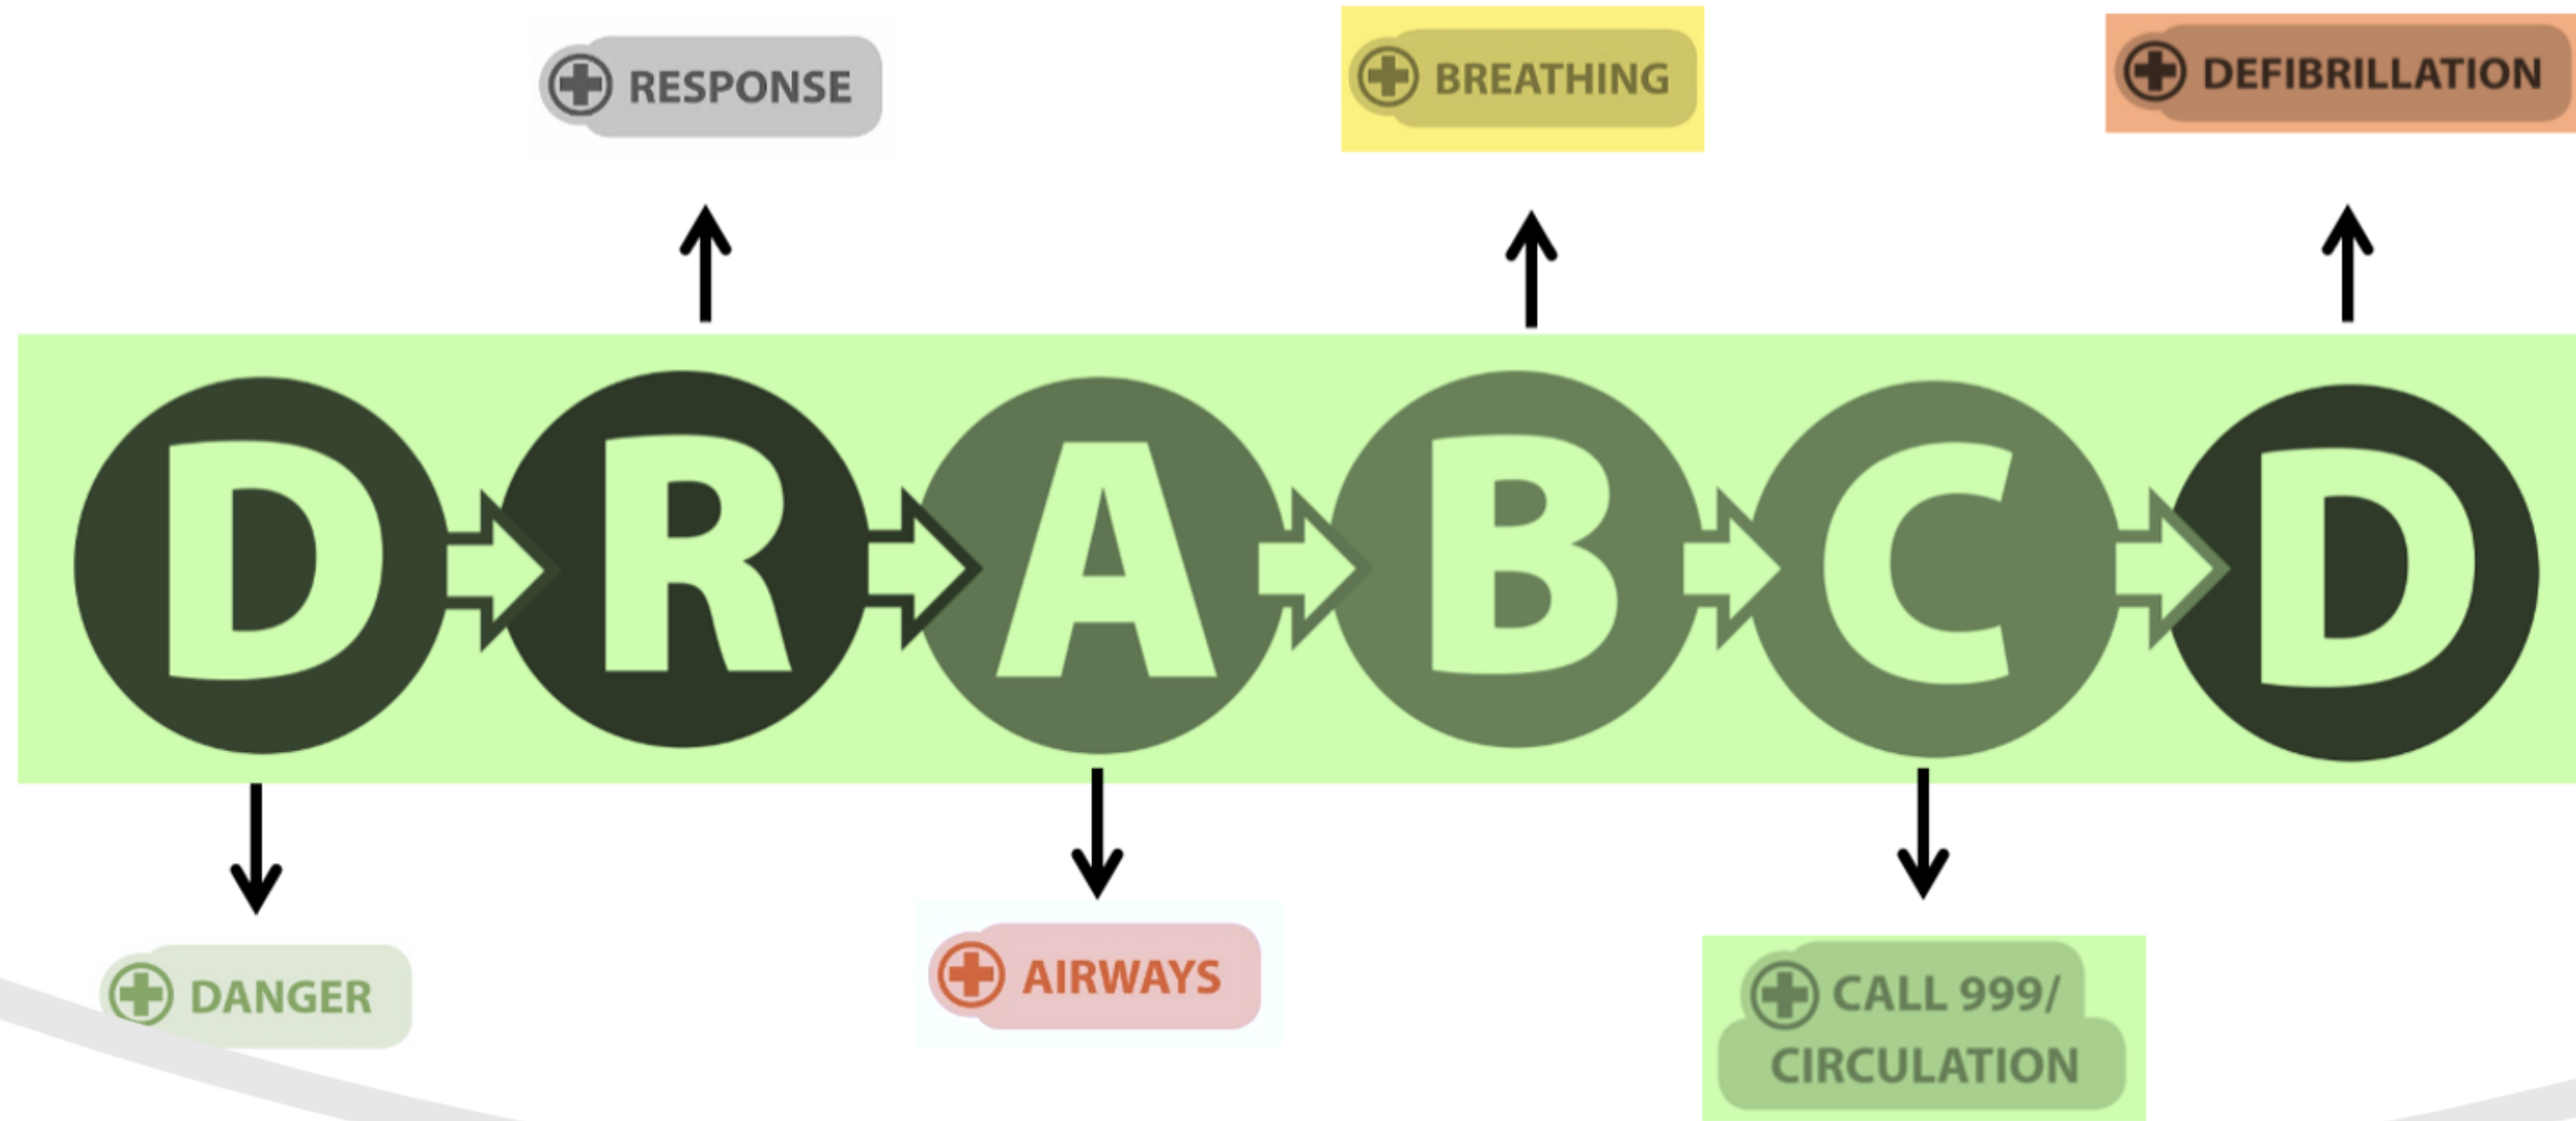 RESPONSE
BREATHING
DEFIBRILLATION
D R A B C D
DANGER
AIRWAYS
CALL 999/
CIRCULATION